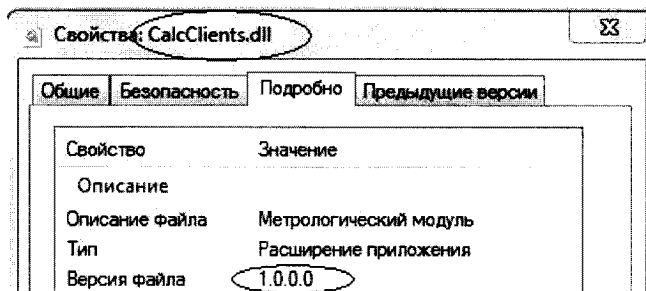 Свойства: CalcClients.dll
Общие Безопасность Подробно Предыдущие версии
Свойство Значение
Описание
Описание файла Метрологический модуль
Тип Расширение приложения
Версия файла 1.0.0.0